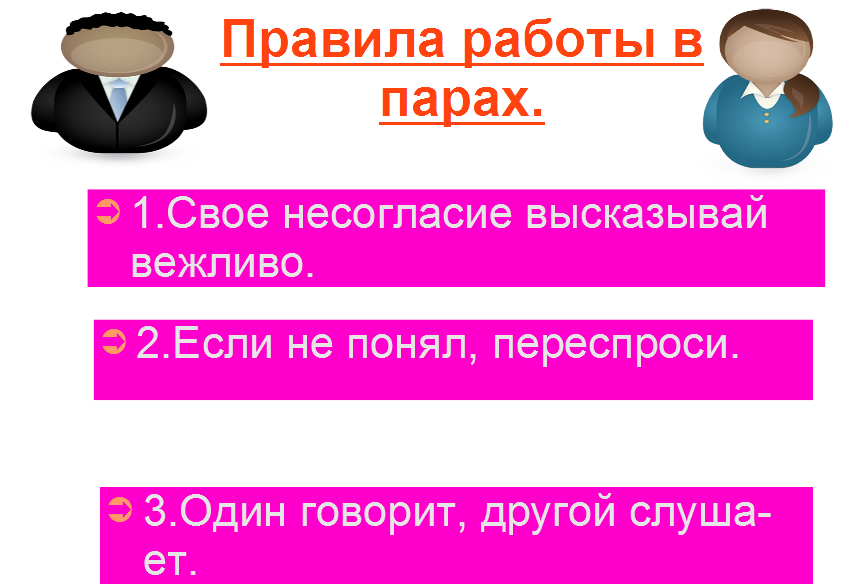 Правила работы в
парах.
1.Свое несогласие высказывай
вежливо.
2.Если не понял, переспроси.
3.Один говорит, другой слуша-
ет.